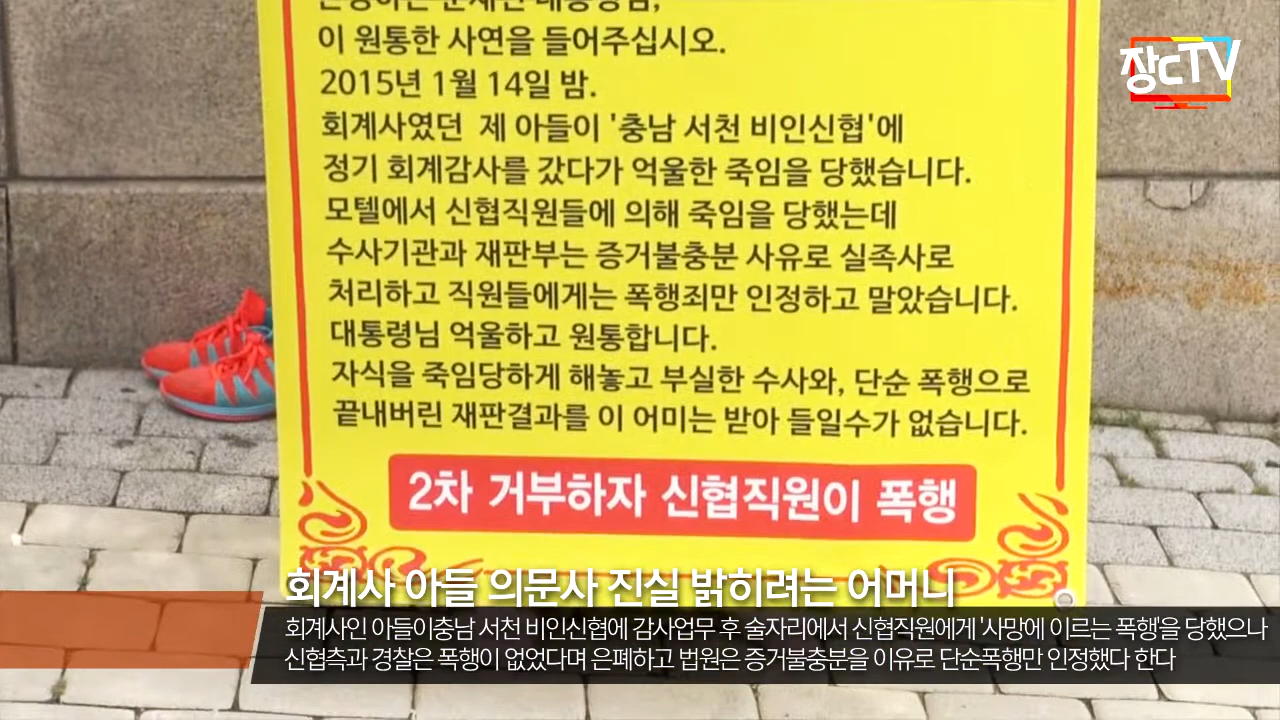 존경하는 문재인 대통령님,
이 원통한 사연을 들어주십시오.
2015년 1월 14일 밤.
회계사였던 제 아들이 '충남 서천 비인신협'에
정기 회계감사를 갔다가 억울한 죽임을 당했습니다.
모텔에서 신협직원들에 의해 죽임을 당했는데
수사기관과 재판부는 증거불충분 사유로 실족사로
처리하고 직원들에게는 폭행죄만 인정하고 말았습니다.
대통령님 억울하고 원통합니다.
자식을 죽임당하게 해놓고 부실한 수사와, 단순 폭행으로
끝내버린 재판결과를 이 어미는 받아 들일수가 없습니다.
2차 거부하자 신협직원이 폭행
장cTV
회계사 아들 의문사 진실 밝히려는 어머니
회계사인 아들이충남 서천 비인신협에 감사업무 후 술자리에서 신협직원에게 '사망에 이르는 폭행'을 당했으나
신협측과 경찰은 폭행이 없었다며 은폐하고 법원은 증거불충분을 이유로 단순폭행만 인정했다 한다